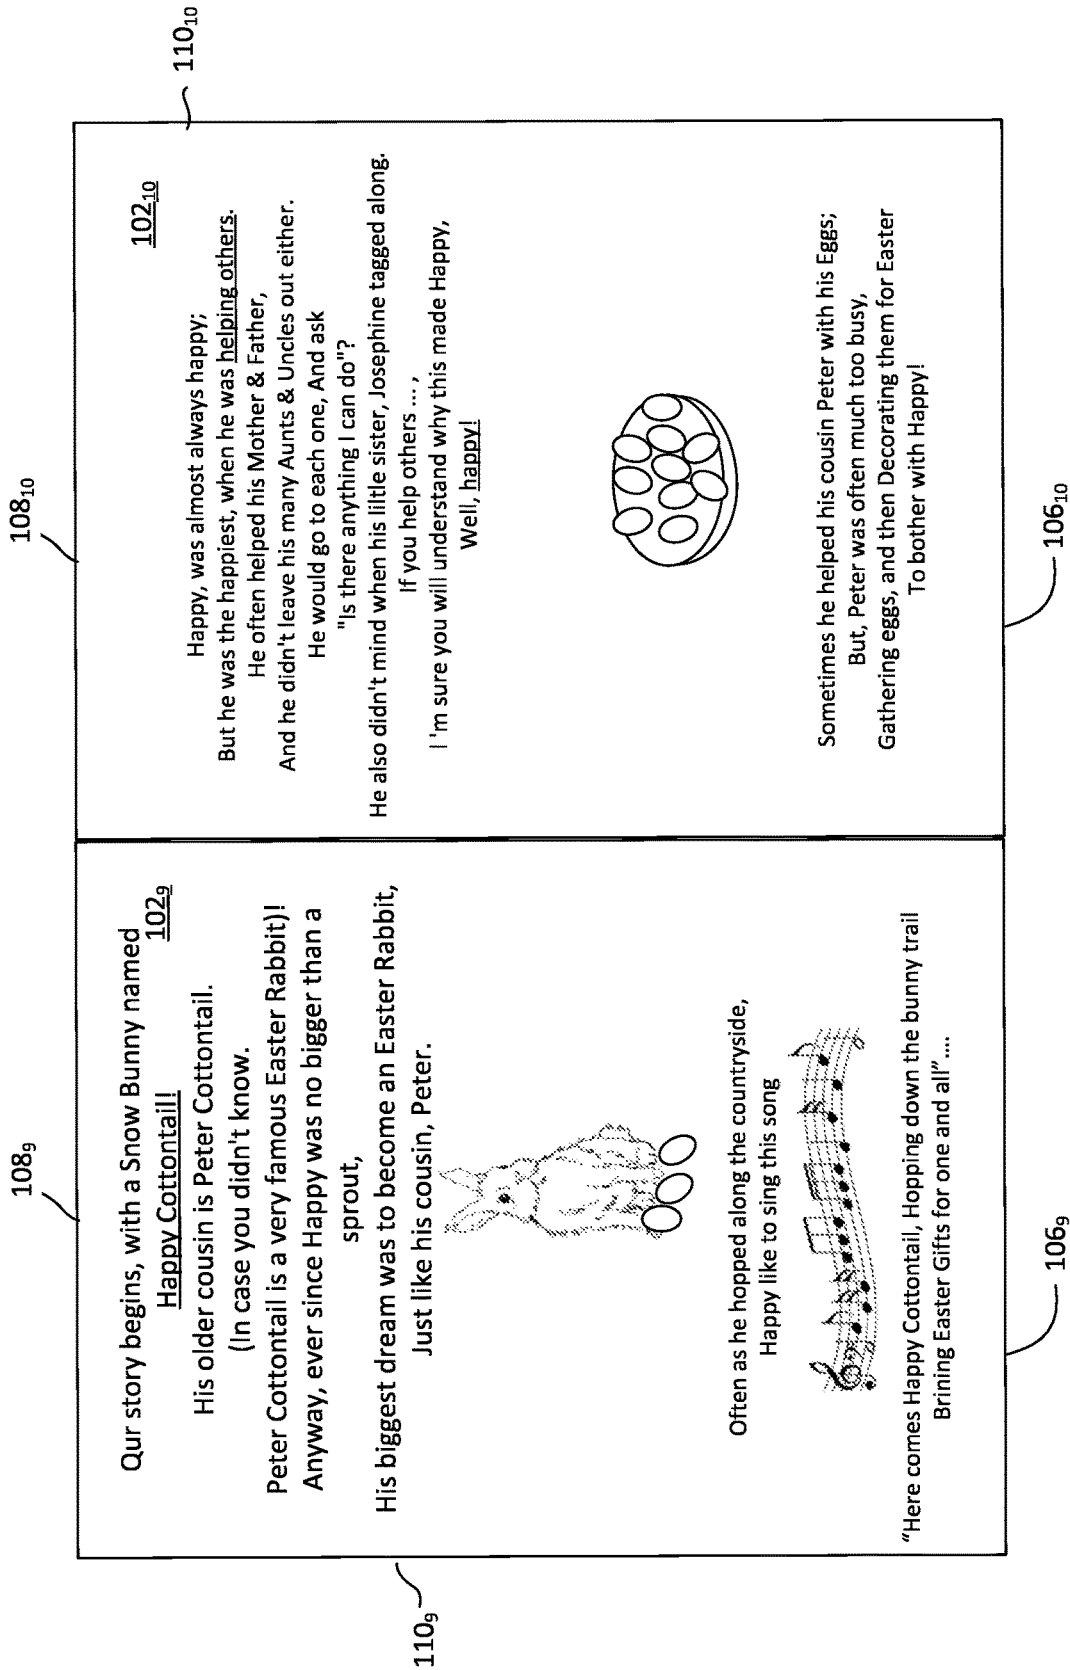 108₉
Qur story begins, with a Snow Bunny named
102₉
Happy Cottontail!
His older cousin is Peter Cottontail.
(In case you didn't know.
Peter Cottontail is a very famous Easter Rabbit)!
Anyway, ever since Happy was no bigger than a
sprout,
His biggest dream was to become an Easter Rabbit,
Just like his cousin, Peter.
110₉
Often as he hopped along the countryside,
Happy like to sing this song
"Here comes Happy Cottontail, Hopping down the bunny trail
Brining Easter Gifts for one and all"....
106₉
108₁₀
110₁₀
102₁₀
Happy, was almost always happy;
But he was the happiest, when he was helping others.
He often helped his Mother & Father,
And he didn't leave his many Aunts & Uncles out either.
He would go to each one, And ask
"Is there anything I can do"?
He also didn't mind when his little sister, Josephine tagged along.
If you help others ... ,
I 'm sure you will understand why this made Happy,
Well, happy!
Sometimes he helped his cousin Peter with his Eggs;
But, Peter was often much too busy,
Gathering eggs, and then Decorating them for Easter
To bother with Happy!
106₁₀